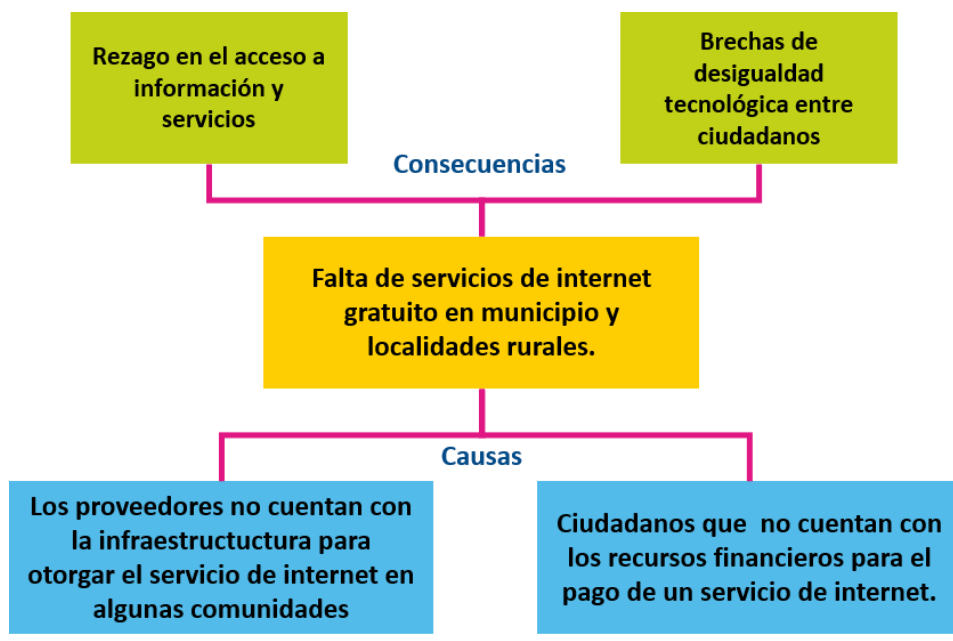 Rezago en el acceso a
información y
servicios
Brechas de
desigualdad
tecnológica entre
ciudadanos
Consecuencias
Falta de servicios de internet
gratuito en municipio y
localidades rurales.
Causas
Los proveedores no cuentan con
la infraestructuctura para
otorgar el servicio de internet en
algunas comunidades
Ciudadanos que  no cuentan con
los recursos financieros para el
pago de un servicio de internet.